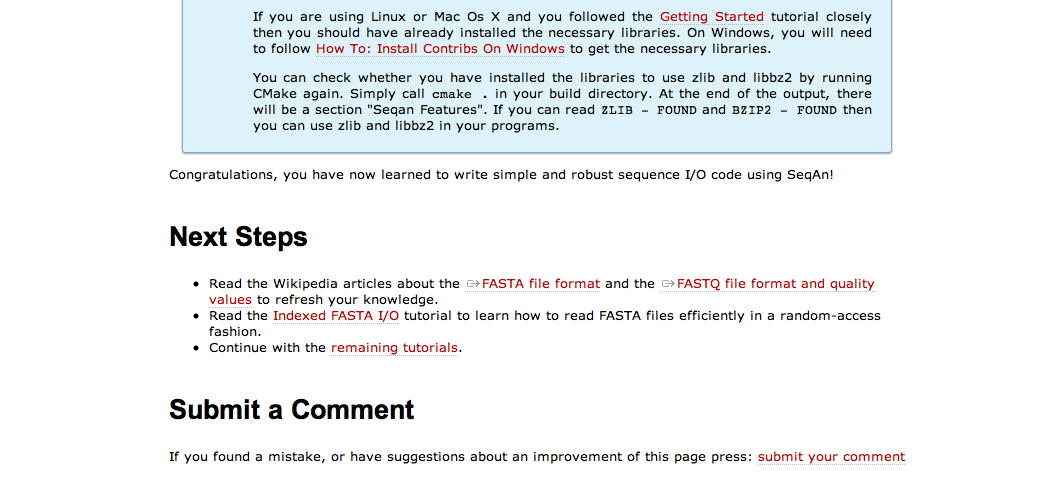 If you are using Linux or Mac Os X and you followed the Getting Started tutorial closely
then you should have already installed the necessary libraries. On Windows, you will need
to follow How To: Install Contribs On Windows to get the necessary libraries.
You can check whether you have installed the libraries to use zlib and libbz2 by running
CMake again. Simply call cmake . in your build directory. At the end of the output, there
will be a section "Seqan Features". If you can read ZLIB - FOUND and BZIP2 - FOUND then
you can use zlib and libbz2 in your programs.
Congratulations, you have now learned to write simple and robust sequence I/O code using SeqAn!
Next Steps
• Read the Wikipedia articles about the FASTA file format and the FASTQ file format and quality
values to refresh your knowledge.
• Read the Indexed FASTA I/O tutorial to learn how to read FASTA files efficiently in a random-access
fashion.
• Continue with the remaining tutorials.
Submit a Comment
If you found a mistake, or have suggestions about an improvement of this page press: submit your comment